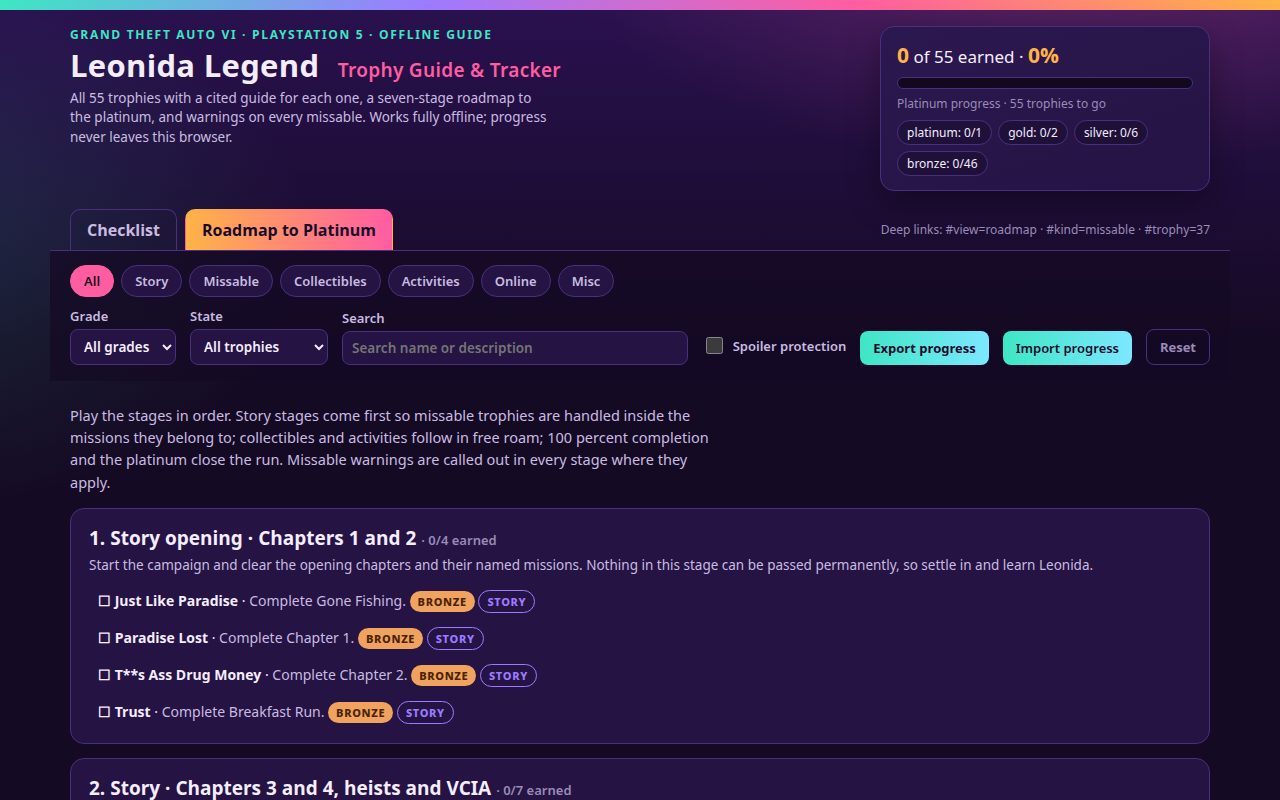 GRAND THEFT AUTO VI · PLAYSTATION 5 · OFFLINE GUIDE
Leonida Legend Trophy Guide & Tracker
All 55 trophies with a cited guide for each one, a seven-stage roadmap to
the platinum, and warnings on every missable. Works fully offline; progress
never leaves this browser.
0 of 55 earned · 0%
Platinum progress · 55 trophies to go
platinum: 0/1 gold: 0/2 silver: 0/6
bronze: 0/46
Checklist Roadmap to Platinum
Deep links: #view=roadmap · #kind=missable · #trophy=37
All Story Missable Collectibles Activities Online Misc
Grade State Search
All grades All trophies Search name or description Spoiler protection Export progress Import progress Reset
Play the stages in order. Story stages come first so missable trophies are handled inside the
missions they belong to; collectibles and activities follow in free roam; 100 percent completion
and the platinum close the run. Missable warnings are called out in every stage where they
apply.
1. Story opening · Chapters 1 and 2 · 0/4 earned
Start the campaign and clear the opening chapters and their named missions. Nothing in this stage can be passed permanently, so settle in and learn Leonida.
☐ Just Like Paradise · Complete Gone Fishing. BRONZE STORY
☐ Paradise Lost · Complete Chapter 1. BRONZE STORY
☐ T**s Ass Drug Money · Complete Chapter 2. BRONZE STORY
☐ Trust · Complete Breakfast Run. BRONZE STORY
2. Story · Chapters 3 and 4, heists and VCIA · 0/7 earned